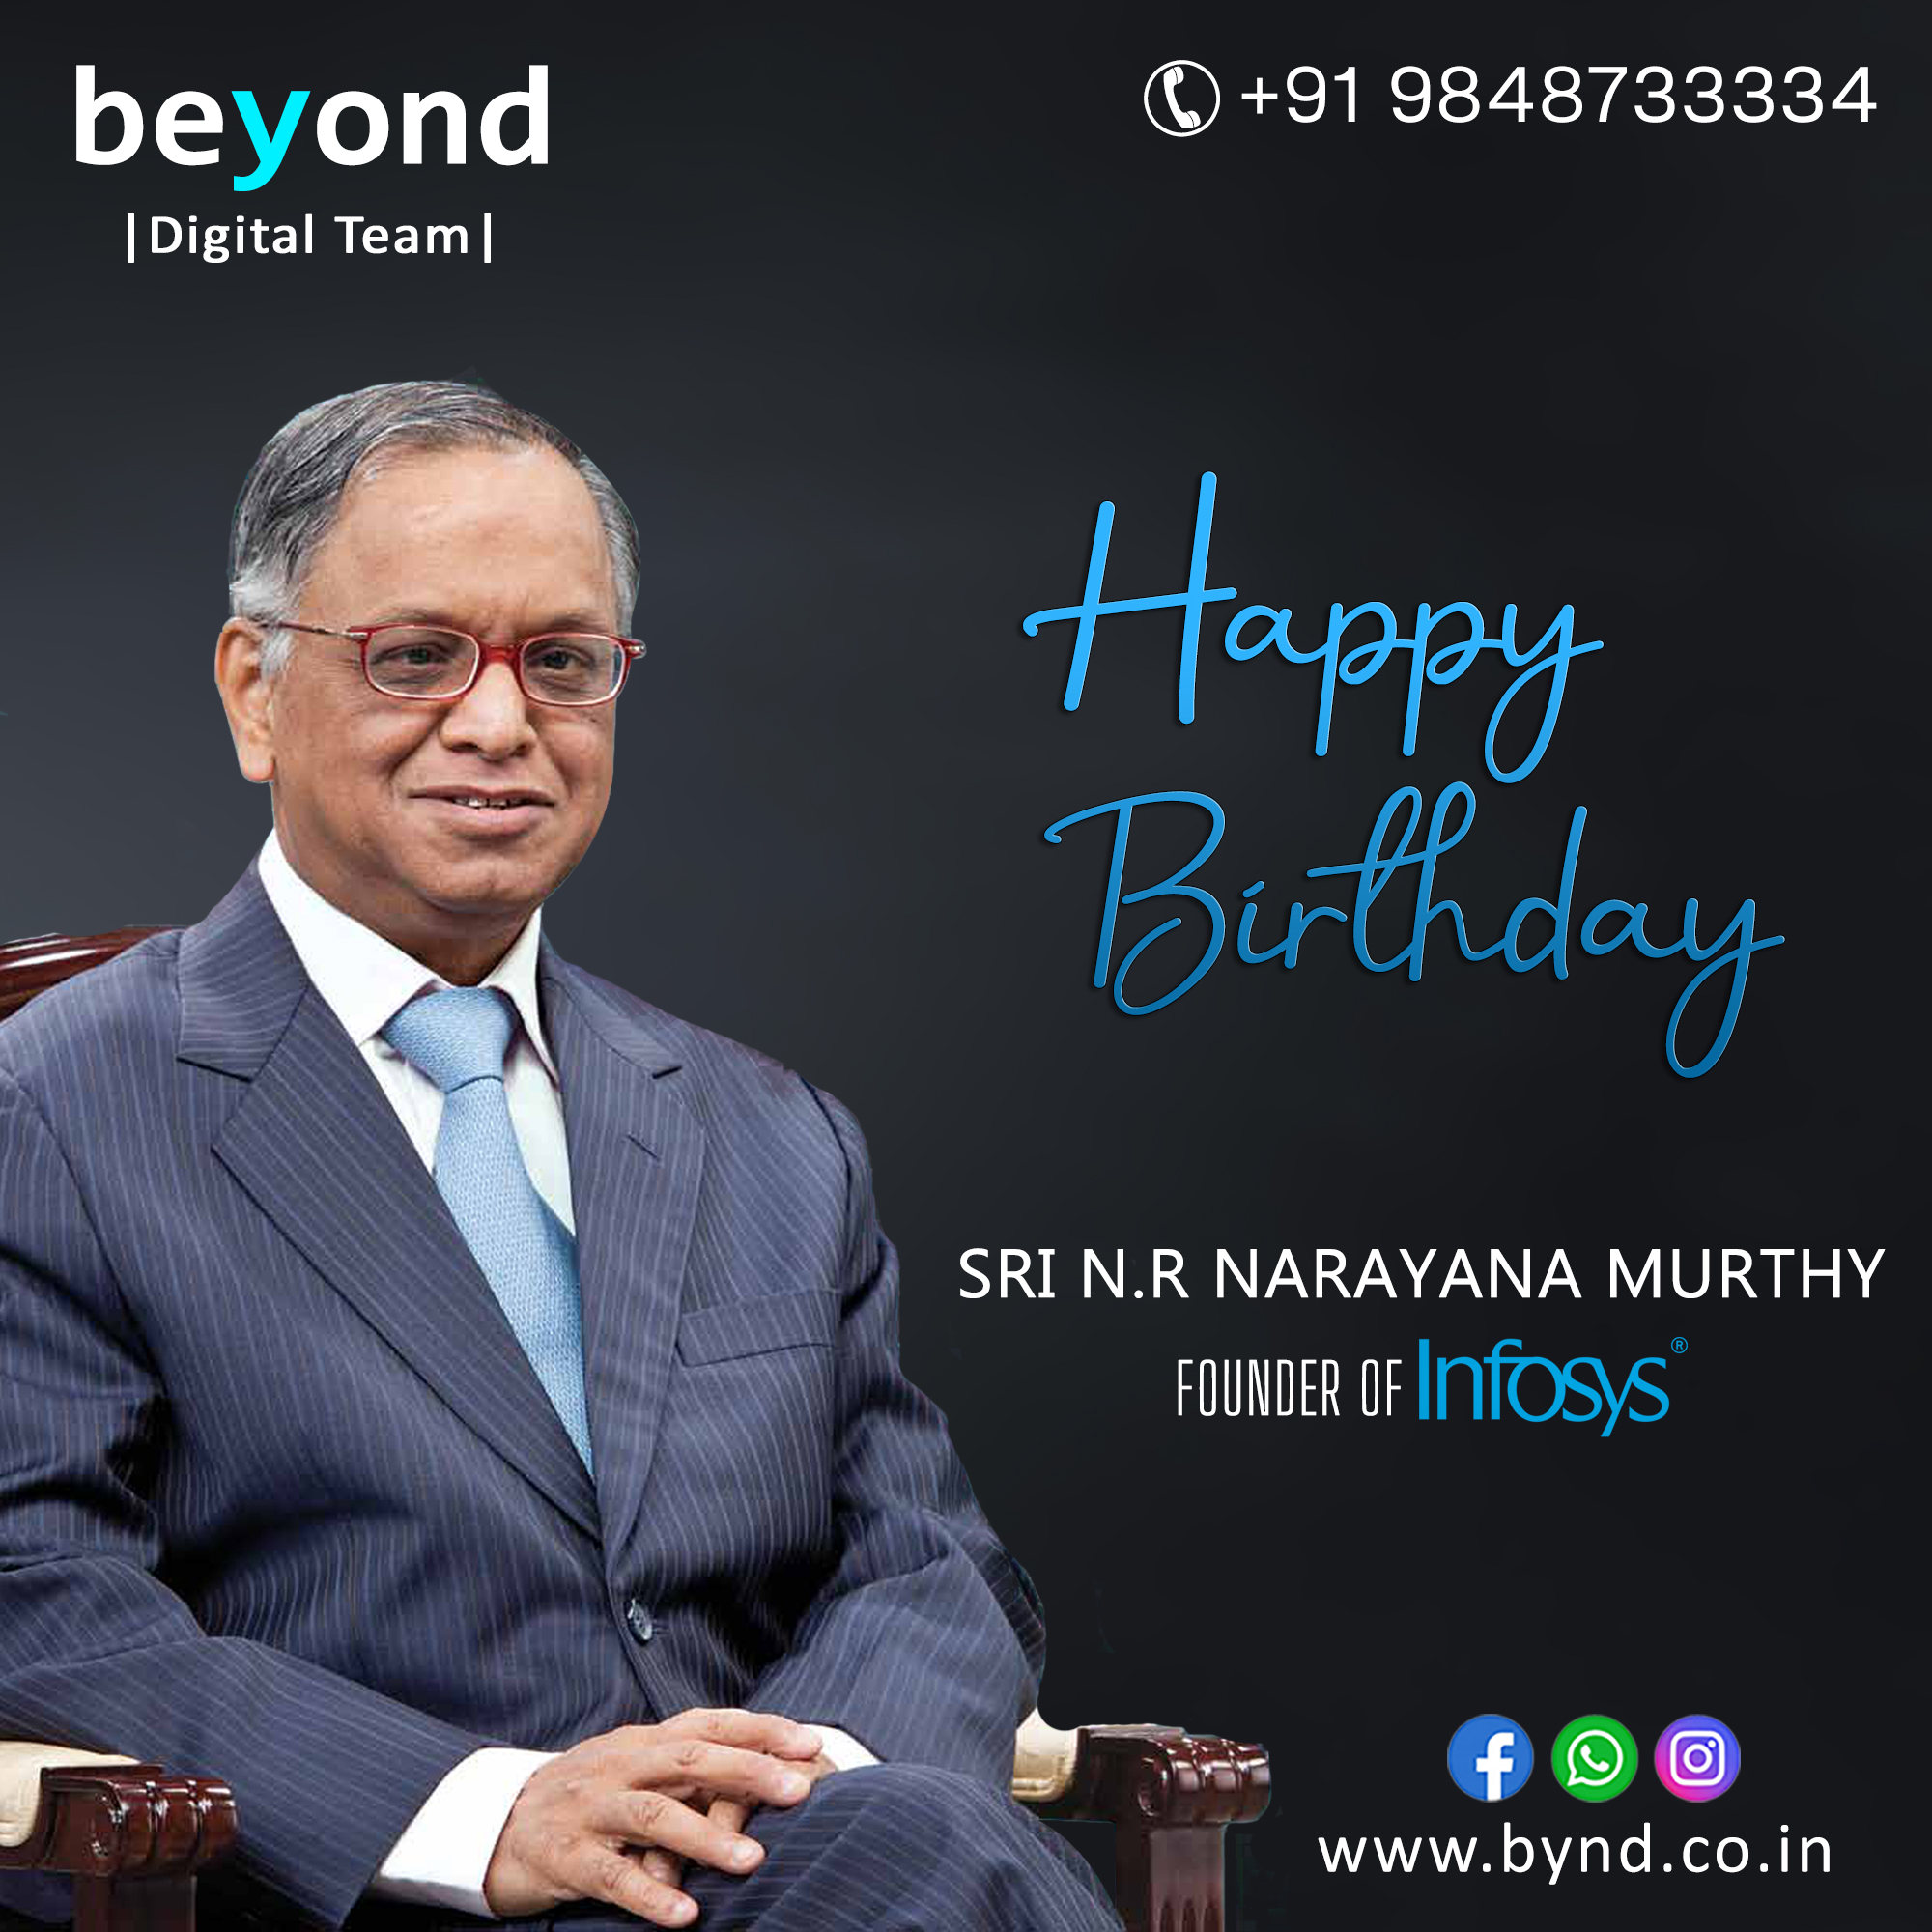 beyond
|Digital Team|
+91 9848733334
Happy
Birthday
SRI N.R NARAYANA MURTHY
FOUNDER OF Infosys®
www.bynd.co.in